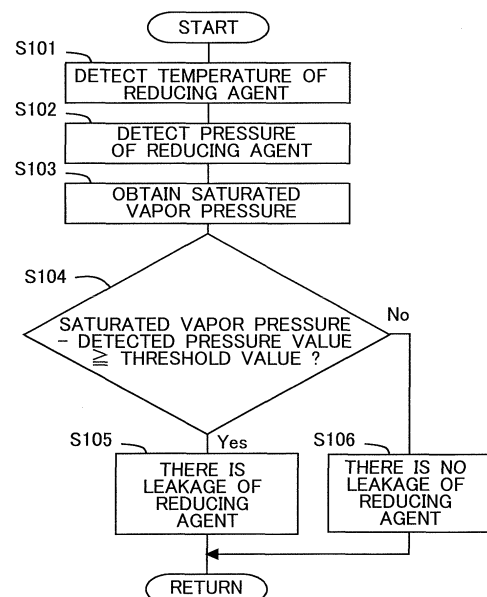 START
S101
DETECT TEMPERATURE OF
REDUCING AGENT
S102
DETECT PRESSURE
OF REDUCING AGENT
S103
OBTAIN SATURATED
VAPOR PRESSURE
S104
SATURATED VAPOR PRESSURE
- DETECTED PRESSURE VALUE
≧ THRESHOLD VALUE ?
No
Yes
S105
THERE IS
LEAKAGE OF
REDUCING
AGENT
S106
THERE IS NO
LEAKAGE OF
REDUCING
AGENT
RETURN